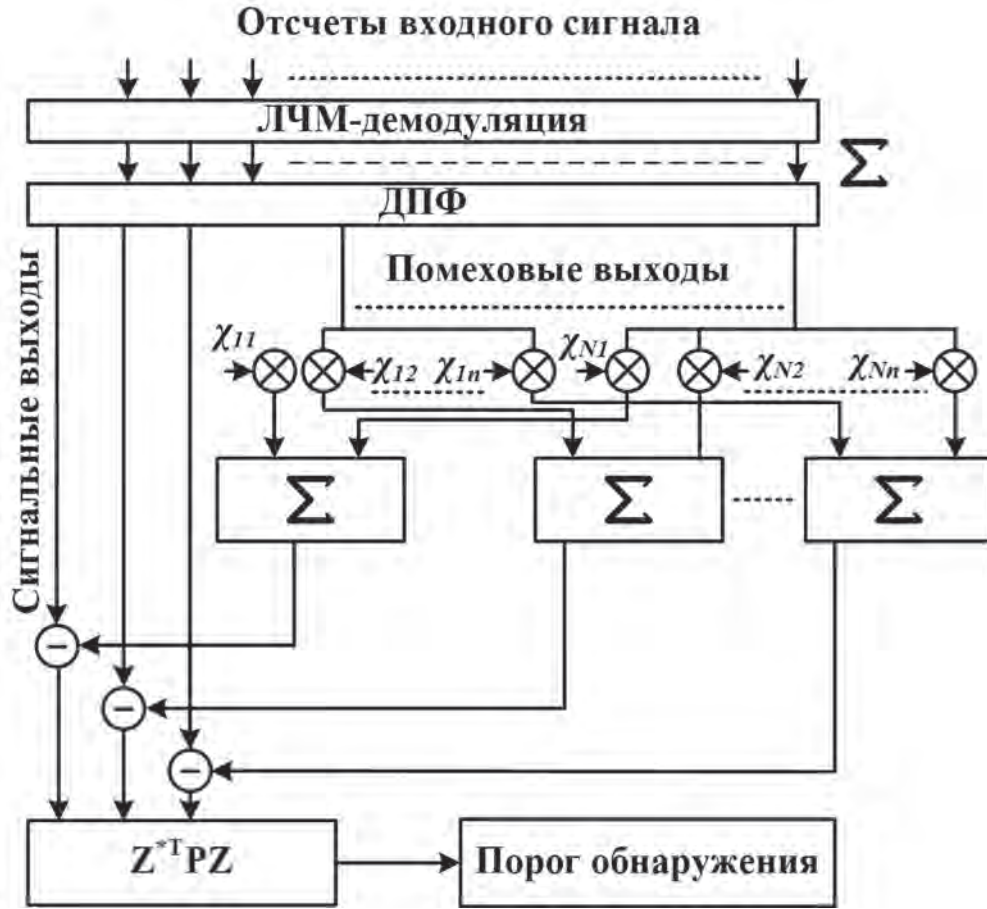 Отсчеты входного сигнала
ЛЧМ-демодуляция
Σ
ДПФ
Сигнальные выходы
Помеховые выходы
χ11
χ12
χ1n
χN1
χN2
χNn
Σ
Σ
Σ
−
−
−
Z*TPZ
Порог обнаружения